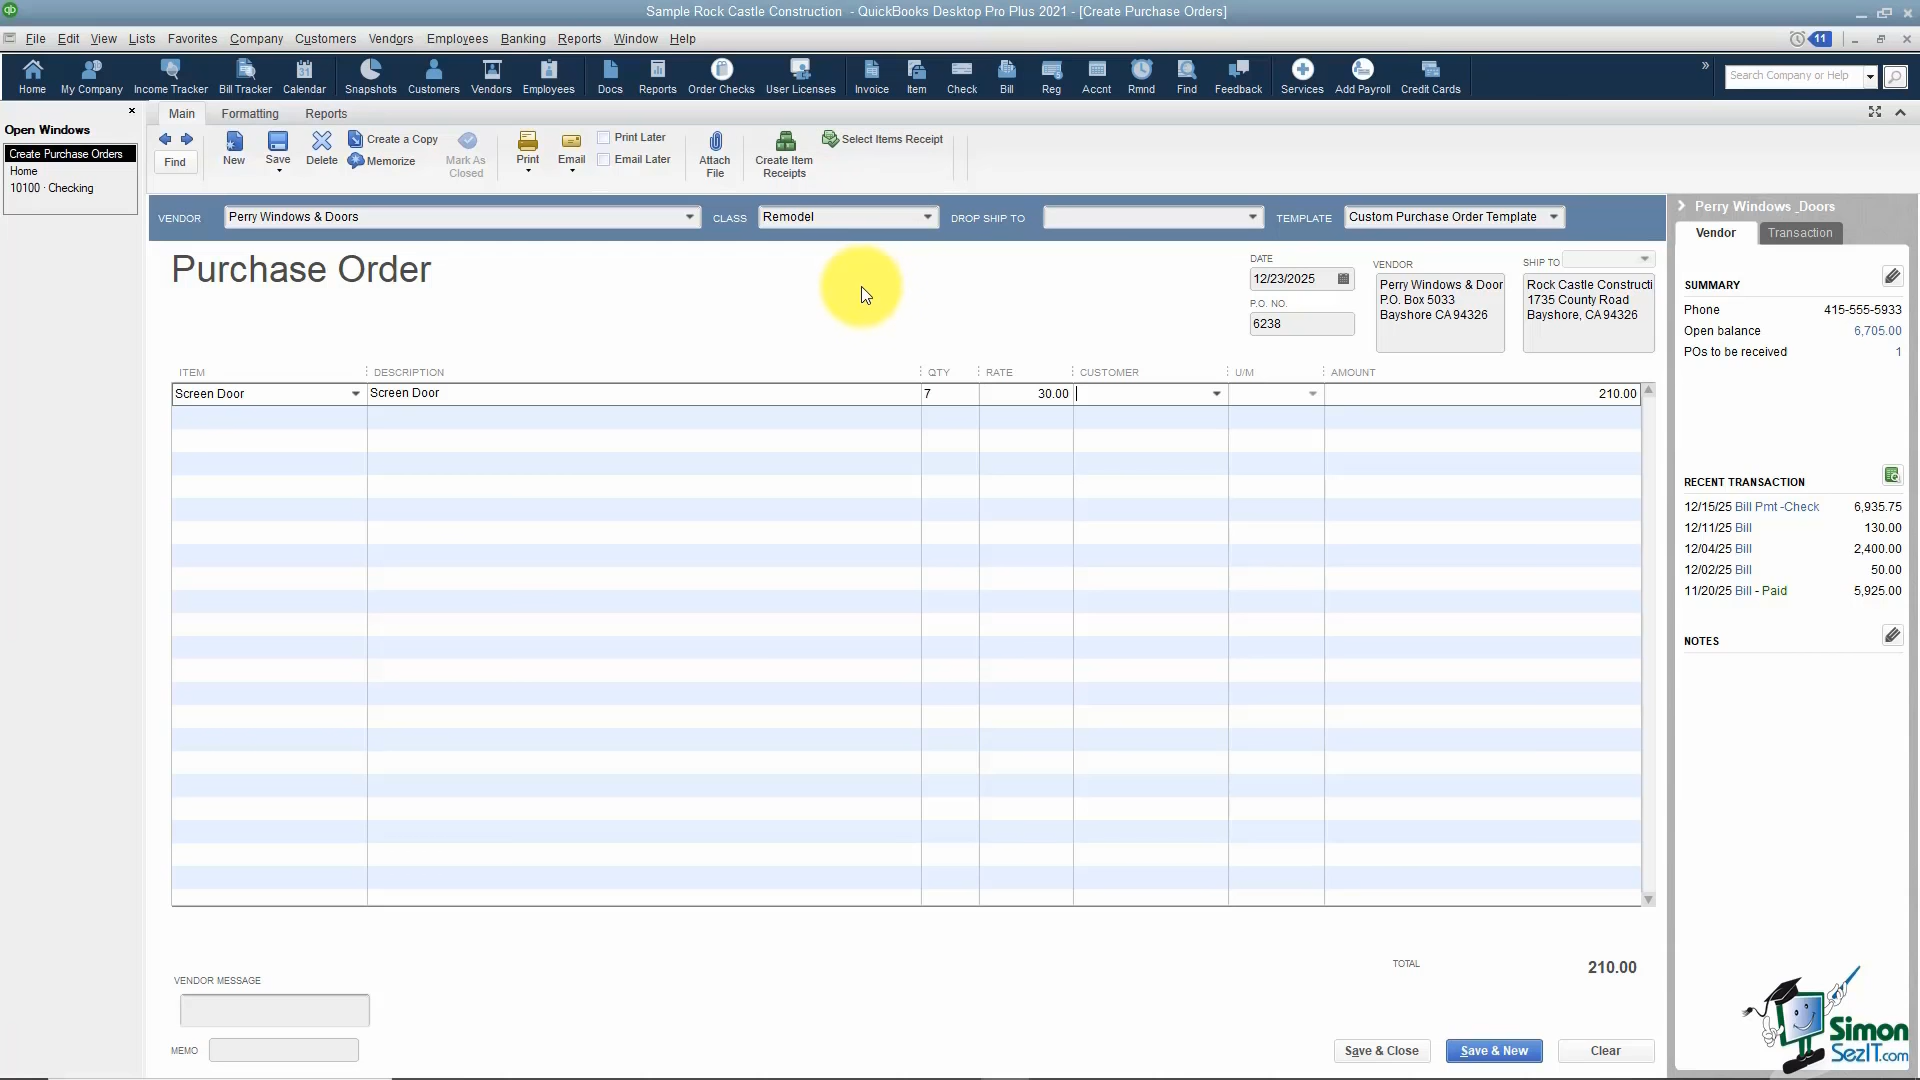 Sample Rock Castle Construction - QuickBooks Desktop Pro Plus 2021 - [Create Purchase Orders]
File Edit View Lists Favorites Company Customers Vendors Employees Banking Reports Window Help 11
Home My Company Income Tracker Bill Tracker Calendar Snapshots Customers Vendors Employees Docs Reports Order Checks User Licenses Invoice Item Check Bill Reg Accnt Rmnd Find Feedback Services Add Payroll Credit Cards
Search Company or Help
Open Windows
Create Purchase Orders
Home
10100 · Checking
Main Formatting Reports
Find
New
Save
Delete
Create a Copy
Memorize
Mark As
Closed
Print
Email
Print Later
Email Later
Attach
File
Create Item
Receipts
Select Items Receipt
VENDOR Perry Windows & Doors CLASS Remodel DROP SHIP TO TEMPLATE Custom Purchase Order Template
Purchase Order
DATE
12/23/2025
P.O. NO.
6238
VENDOR
Perry Windows & Door
P.O. Box 5033
Bayshore CA 94326
SHIP TO
Rock Castle Constructi
1735 County Road
Bayshore, CA 94326
ITEM DESCRIPTION QTY RATE CUSTOMER U/M AMOUNT
Screen Door Screen Door 7 30.00 210.00
TOTAL 210.00
VENDOR MESSAGE
MEMO
Save & Close Save & New Clear
Perry Windows _Doors
Vendor Transaction
SUMMARY
Phone 415-555-5933
Open balance 6,705.00
POs to be received 1
RECENT TRANSACTION
12/15/25 Bill Pmt -Check 6,935.75
12/11/25 Bill 130.00
12/04/25 Bill 2,400.00
12/02/25 Bill 50.00
11/20/25 Bill - Paid 5,925.00
NOTES
Simon
SezIT.com